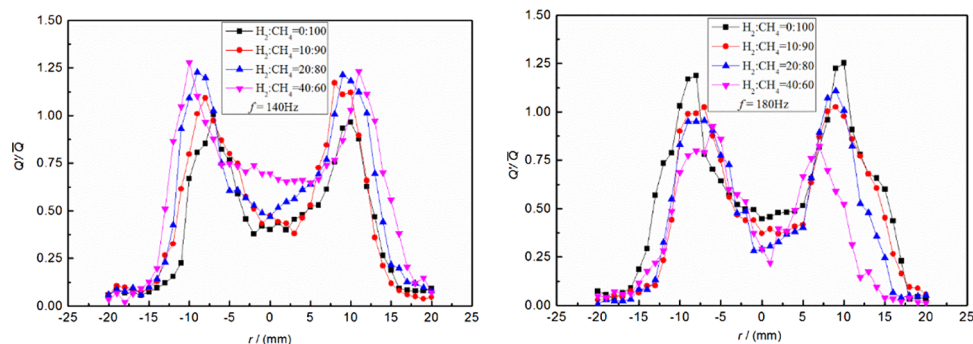 1.50
1.25
1.00
0.75
0.50
0.25
0.00
Q'/Q̅
H₂:CH₄=0:100
H₂:CH₄=10:90
H₂:CH₄=20:80
H₂:CH₄=40:60
f = 140Hz
-25 -20 -15 -10 -5 0 5 10 15 20 25
r / (mm)
1.50
1.25
1.00
0.75
0.50
0.25
0.00
Q'/Q̅
H₂:CH₄=0:100
H₂:CH₄=10:90
H₂:CH₄=20:80
H₂:CH₄=40:60
f = 180Hz
-25 -20 -15 -10 -5 0 5 10 15 20 25
r / (mm)